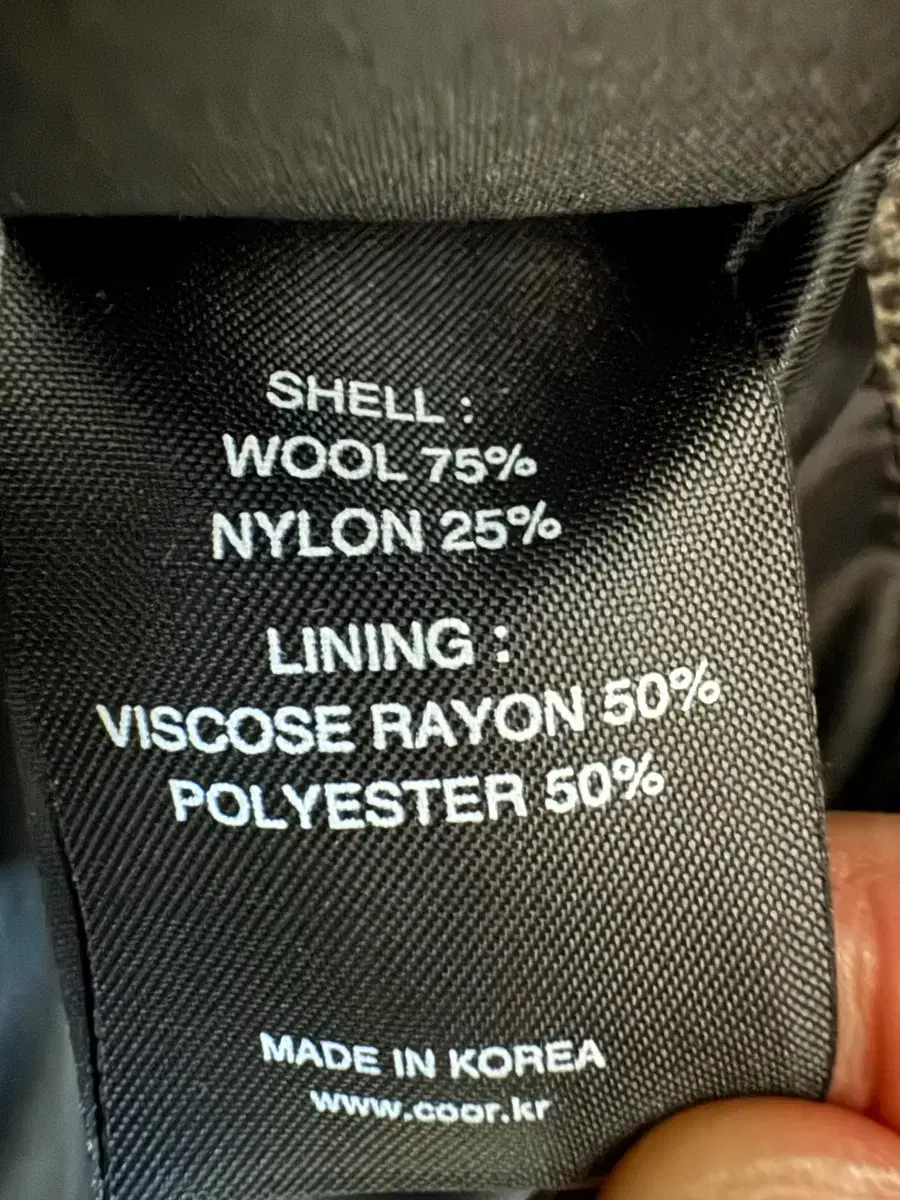 SHELL :
WOOL 75%
NYLON 25%
LINING :
VISCOSE RAYON 50%
POLYESTER 50%
MADE IN KOREA
www.coor.kr